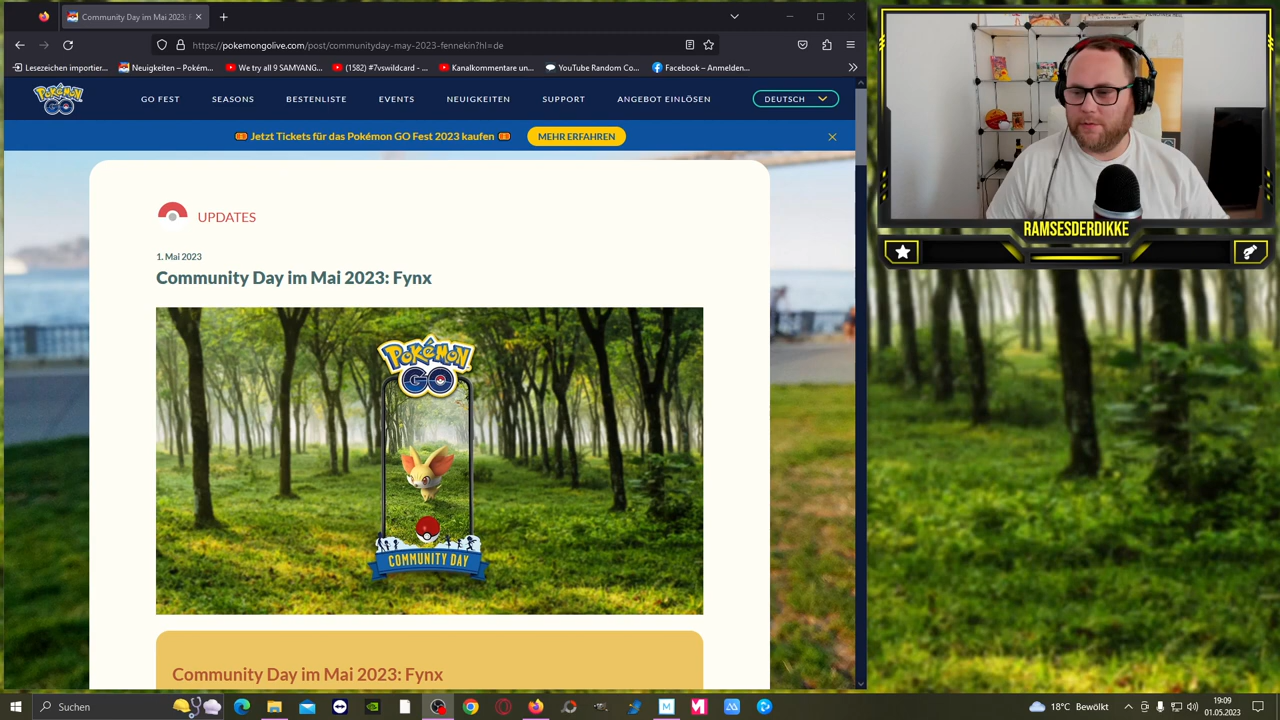 Community Day im Mai 2023: F
https://pokemongolive.com/post/communityday-may-2023-fennekin?hl=de
Lesezeichen importier...
Neuigkeiten – Pokém...
We try all 9 SAMYANG...
(1582) #7vswildcard - ...
Kanalkommentare un...
YouTube Random Co...
Facebook – Anmelden...
POKÉMON GO
GO FEST
SEASONS
BESTENLISTE
EVENTS
NEUIGKEITEN
SUPPORT
ANGEBOT EINLÖSEN
DEUTSCH
Jetzt Tickets für das Pokémon GO Fest 2023 kaufen
MEHR ERFAHREN
UPDATES
1. Mai 2023
Community Day im Mai 2023: Fynx
POKÉMON
GO
COMMUNITY DAY
Community Day im Mai 2023: Fynx
RAMSESDERDIKKE
Suchen
18°C Bewölkt
19:09
01.05.2023